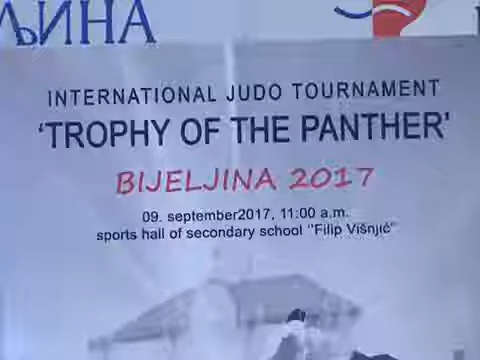 ЉИНА
INTERNATIONAL JUDO TOURNAMENT
'TROPHY OF THE PANTHER'
BIJELJINA 2017
09. september2017, 11:00 a.m.
sports hall of secondary school "Filip Višnjić"